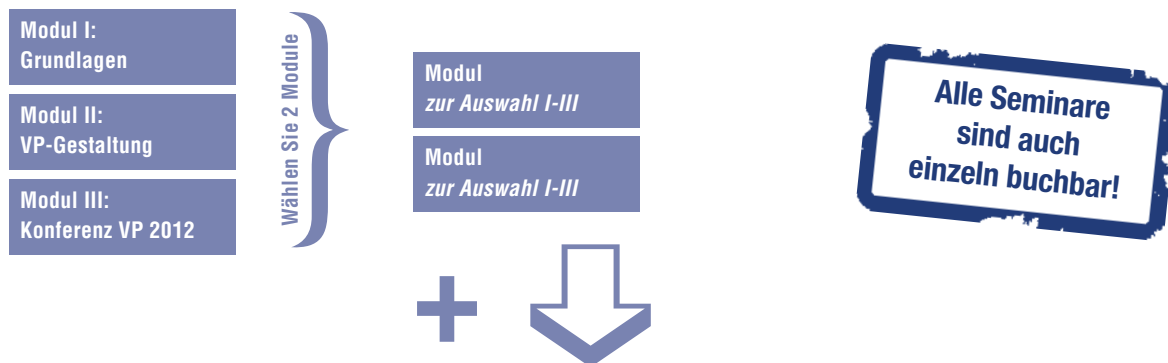 Modul I:
Grundlagen
Modul II:
VP-Gestaltung
Modul III:
Konferenz VP 2012
Wählen Sie 2 Module
Modul
zur Auswahl I-III
Modul
zur Auswahl I-III
Alle Seminare
sind auch
einzeln buchbar!